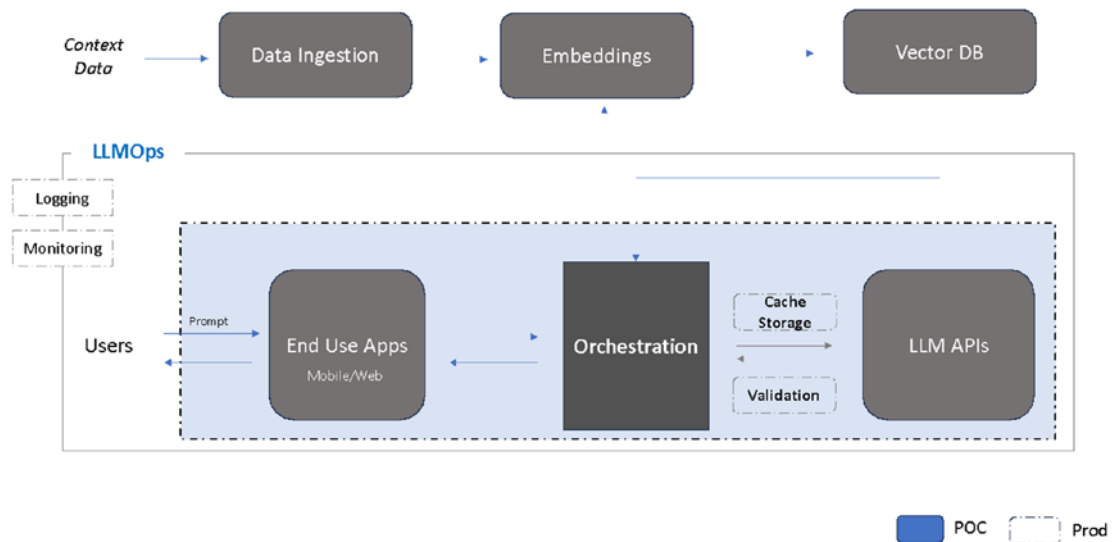 Context
Data
Data Ingestion
Embeddings
Vector DB
LLMOps
Logging
Monitoring
Prompt
Users
End Use Apps
Mobile/Web
Orchestration
Cache
Storage
Validation
LLM APIs
POC
Prod